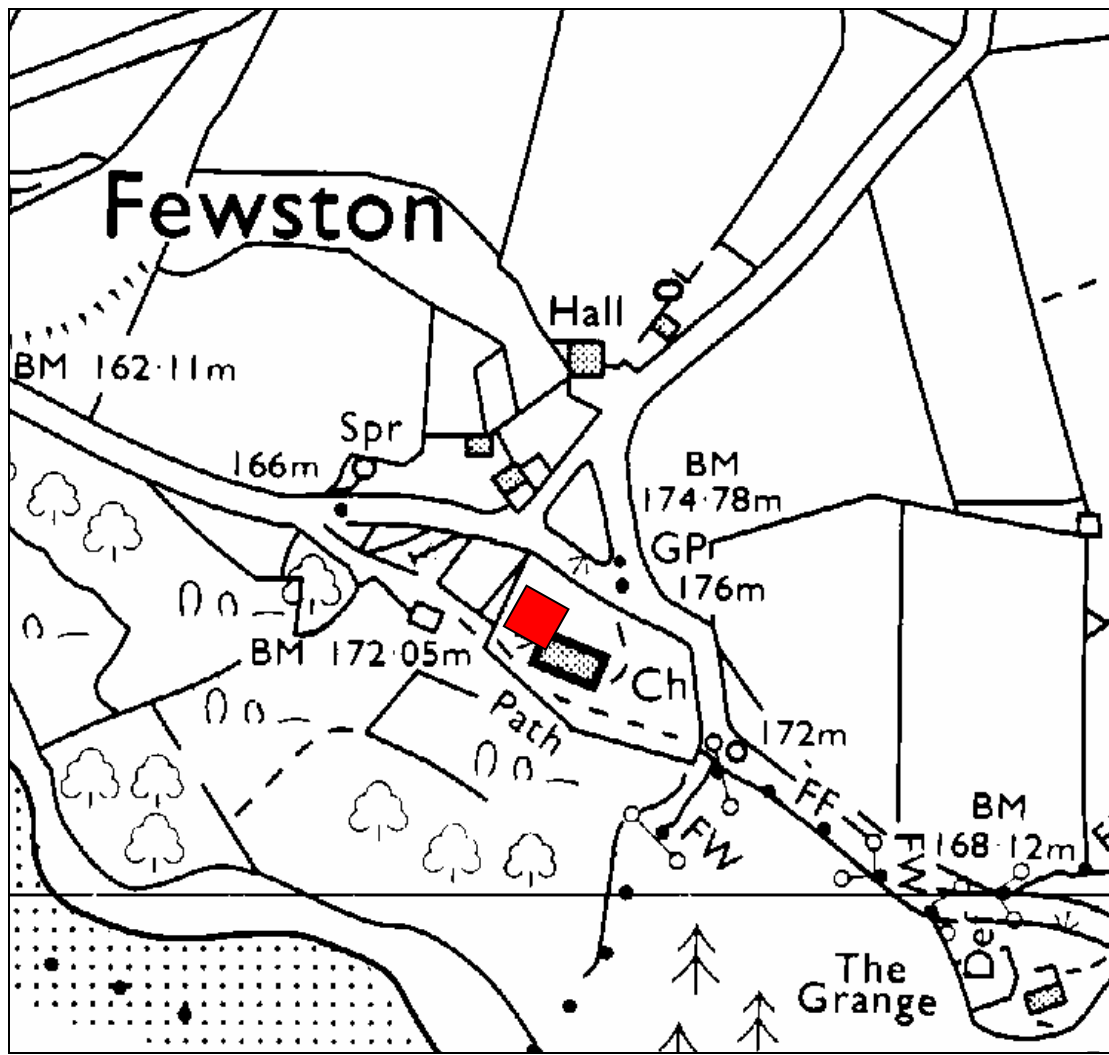 Fewston
OL
Hall
BM 162·11m
Spr
166m
BM
174·78m
GP
176m
BM 172·05m
Ch
Path
172m
FF
FW
FW
BM
168·12m
Def
The
Grange